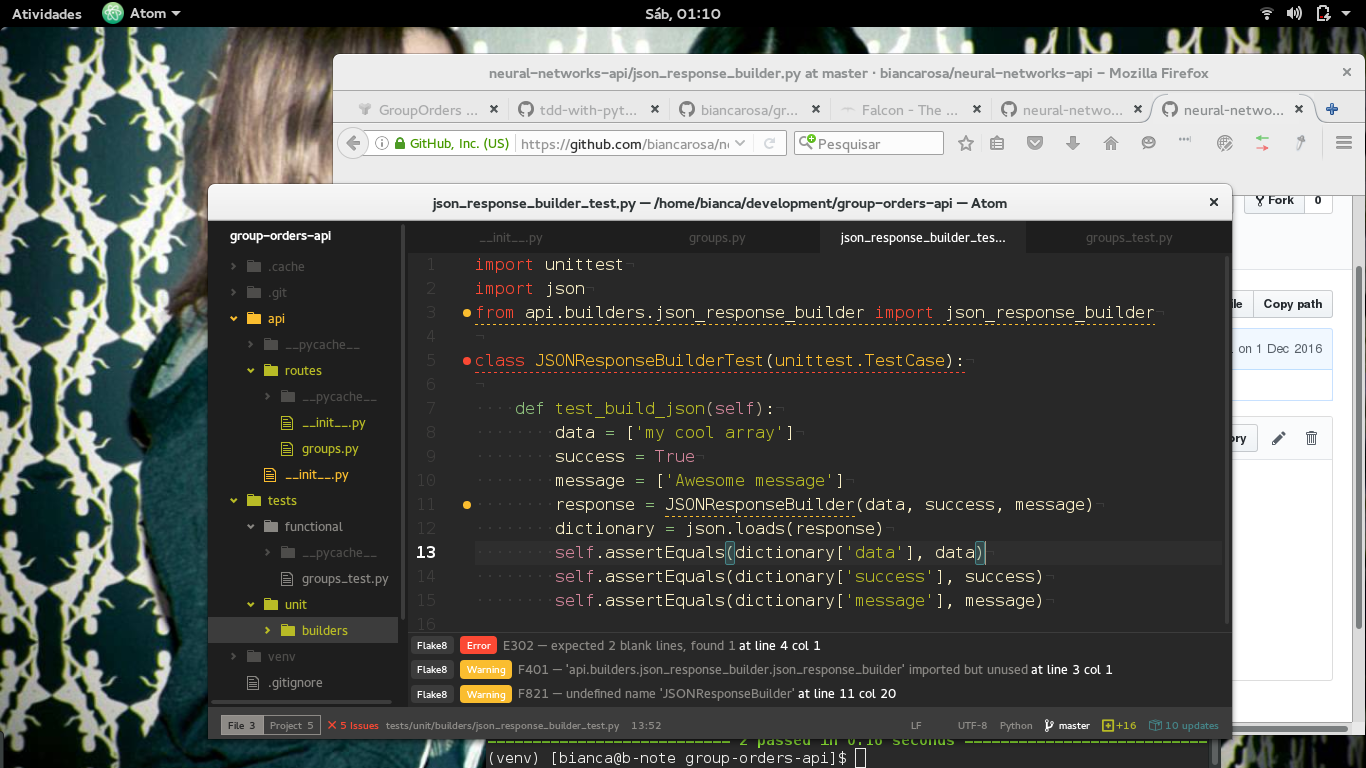 Atividades Atom Sáb, 01:10
neural-networks-api/json_response_builder.py at master · biancarosa/neural-networks-api – Mozilla Firefox
GroupOrders ... tdd-with-pyt... biancarosa/gr... Falcon - The ... neural-netwo... neural-netwo...
GitHub, Inc. (US) https://github.com/biancarosa/ Pesquisar
Fork 0
json_response_builder_test.py — /home/bianca/development/group-orders-api — Atom
group-orders-api
__init__.py groups.py json_response_builder_tes... groups_test.py
.cache
.git
api
__pycache__
routes
__pycache__
__init__.py
groups.py
__init__.py
tests
functional
__pycache__
groups_test.py
unit
builders
venv
.gitignore
1 import unittest¬
2 import json¬
3 from api.builders.json_response_builder import json_response_builder¬
4 ¬
5 class JSONResponseBuilderTest(unittest.TestCase):¬
6 ¬
7 ····def test_build_json(self):¬
8 ········data = ['my cool array']¬
9 ········success = True¬
10 ········message = ['Awesome message']¬
11 ········response = JSONResponseBuilder(data, success, message)¬
12 ········dictionary = json.loads(response)¬
13 ········self.assertEquals(dictionary['data'], data)¬
14 ········self.assertEquals(dictionary['success'], success)¬
15 ········self.assertEquals(dictionary['message'], message)¬
16
Copy path
on 1 Dec 2016
Flake8 Error E302 — expected 2 blank lines, found 1 at line 4 col 1
Flake8 Warning F401 — 'api.builders.json_response_builder.json_response_builder' imported but unused at line 3 col 1
Flake8 Warning F821 — undefined name 'JSONResponseBuilder' at line 11 col 20
File 3 Project 5 5 Issues tests/unit/builders/json_response_builder_test.py 13:52 LF UTF-8 Python master +16 10 updates
2 passed in 0.10 seconds
(venv) [bianca@b-note group-orders-api]$